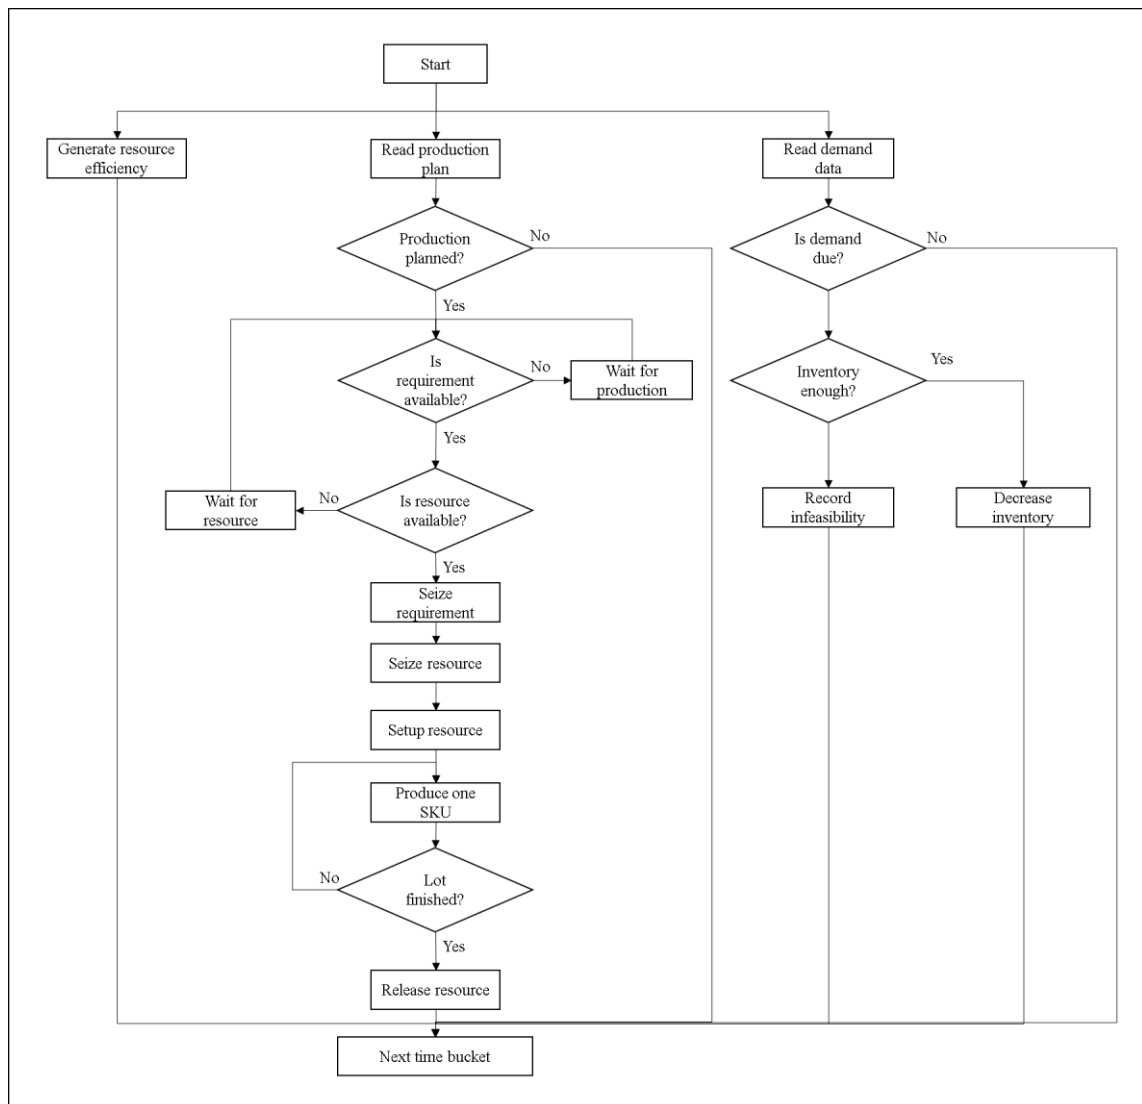 Start
Generate resource
efficiency
Read production
plan
Read demand
data
Production
planned?
No
Is demand
due?
No
Yes
Is
requirement
available?
No
Wait for
production
Inventory
enough?
Yes
Yes
Wait for
resource
No
Is resource
available?
Record
infeasibility
Decrease
inventory
Yes
Seize
requirement
Seize resource
Setup resource
Produce one
SKU
No
Lot
finished?
Yes
Release resource
Next time bucket